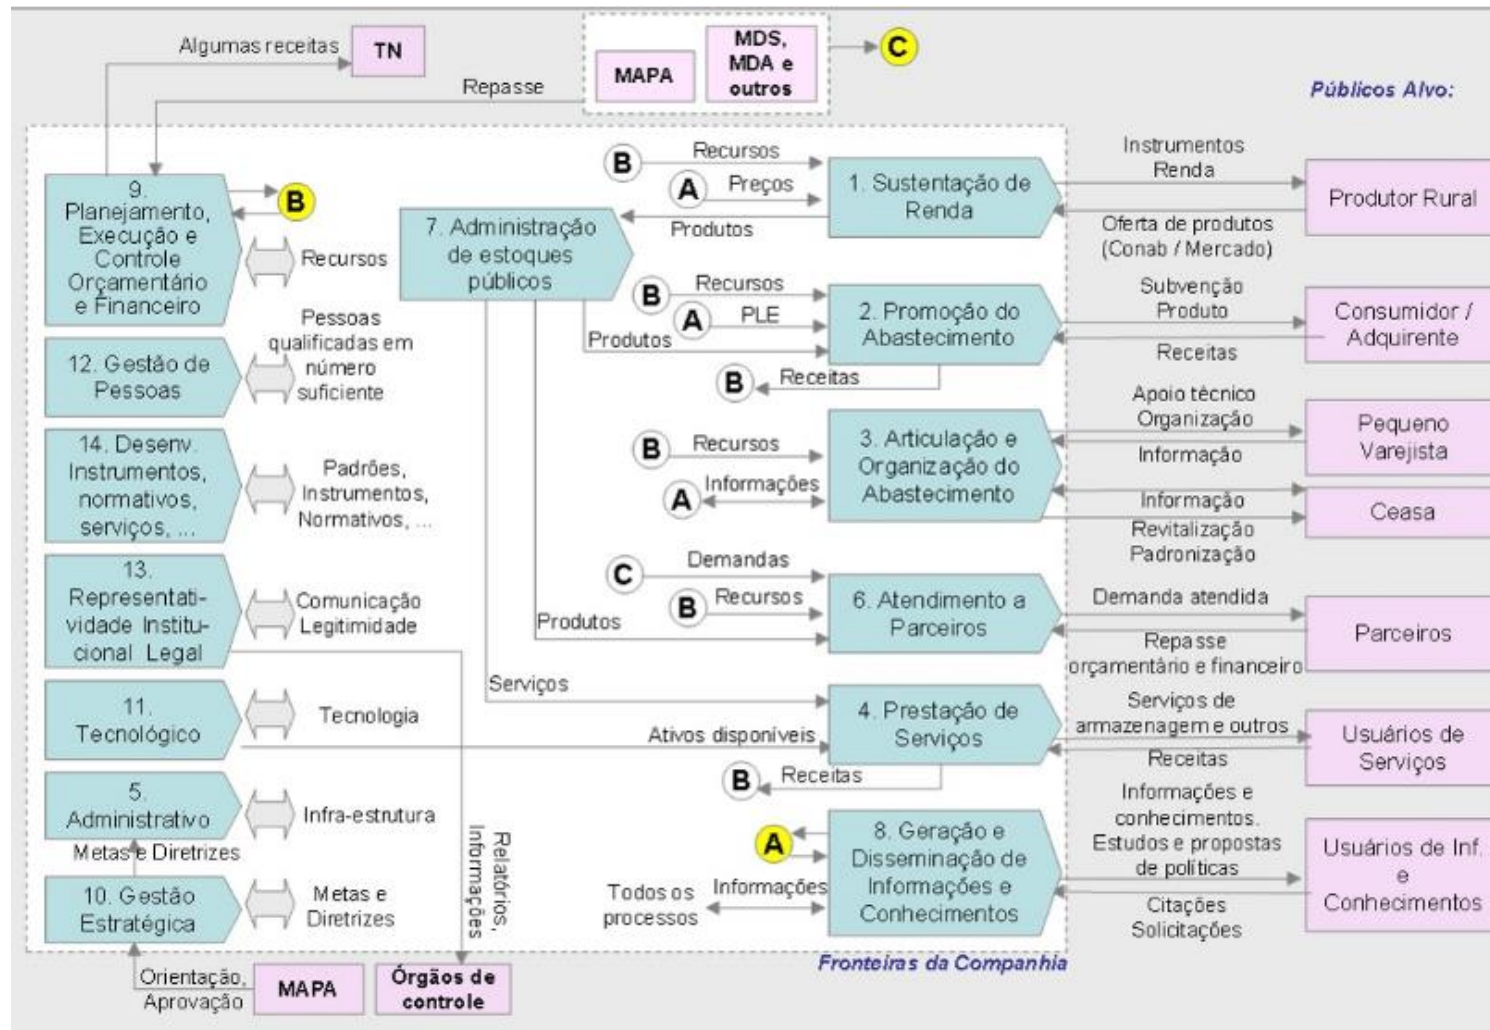 Algumas receitas
TN
MAPA
MDS,
MDA e
outros
C
Repasse
Públicos Alvo:
9.
Planejamento,
Execução e
Controle
Orçamentário
e Financeiro
B
Recursos
12. Gestão de
Pessoas
Pessoas
qualificadas em
número
suficiente
14. Desenv.
Instrumentos,
normativos,
serviços, ...
Padrões,
Instrumentos,
Normativos, ...
13.
Representati-
vidade Institu-
cional Legal
Comunicação
Legitimidade
11.
Tecnológico
Tecnologia
5.
Administrativo
Infra-estrutura
Metas e Diretrizes
10. Gestão
Estratégica
Metas e
Diretrizes
Orientação,
Aprovação
MAPA
Órgãos de
controle
Relatórios,
Informações
7. Administração
de estoques
públicos
B
Recursos
A
Preços
Produtos
1. Sustentação de
Renda
Instrumentos
Renda
Oferta de produtos
(Conab / Mercado)
Produtor Rural
B
Recursos
A
PLE
Produtos
2. Promoção do
Abastecimento
B
Receitas
Subvenção
Produto
Receitas
Consumidor /
Adquirente
B
Recursos
A
Informações
3. Articulação e
Organização do
Abastecimento
Apoio técnico
Organização
Informação
Pequeno
Varejista
Informação
Revitalização
Padronização
Ceasa
C
Demandas
B
Recursos
Produtos
6. Atendimento a
Parceiros
Demanda atendida
Repasse
orçamentário e financeiro
Parceiros
Serviços
Ativos disponíveis
4. Prestação de
Serviços
B
Receitas
Serviços de
armazenagem e outros
Receitas
Usuários de
Serviços
A
Informações
Todos os
processos
8. Geração e
Disseminação de
Informações e
Conhecimentos
Informações e
conhecimentos.
Estudos e propostas
de políticas
Citações
Solicitações
Usuários de Inf.
e
Conhecimentos
Fronteiras da Companhia